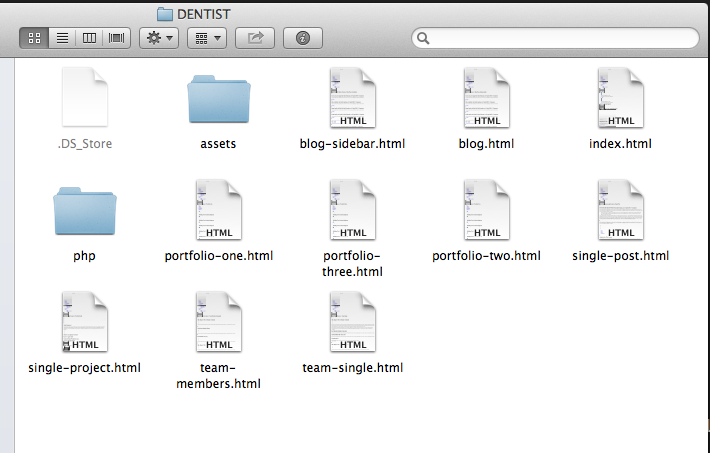 DENTIST
.DS_Store
assets
blog-sidebar.html
blog.html
index.html
php
portfolio-one.html
portfolio-
three.html
portfolio-two.html
single-post.html
single-project.html
team-
members.html
team-single.html
HTML
HTML
HTML
HTML
HTML
HTML
HTML
HTML
HTML
HTML